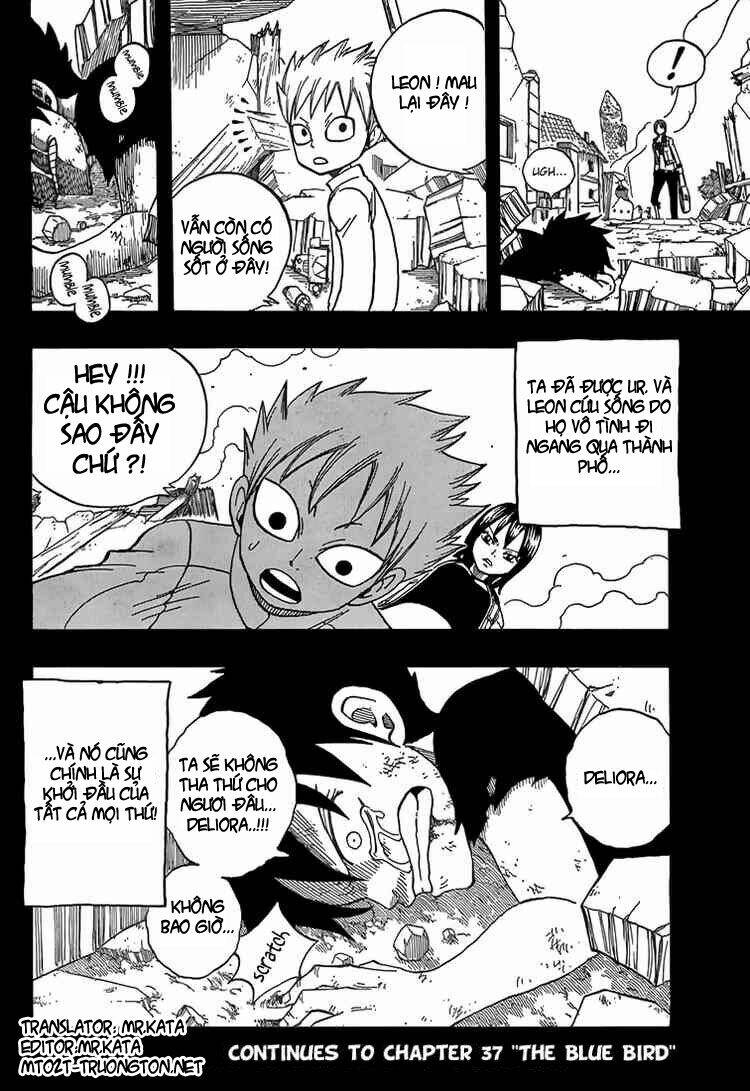 MUMBLE
MUMBLE
MUMBLE
MUMBLE
LEON ! MAU
LẠI ĐÂY !
VẪN CÒN CÓ
NGƯỜI SỐNG
SÓT Ở ĐÂY!
!
UGH...
HEY !!!
CẬU KHÔNG
SAO ĐẤY
CHỨ ?!
TA ĐÃ ĐƯỢC UR, VÀ
LEON CỨU SỐNG DO
HỌ VÔ TÌNH ĐI
NGANG QUA THÀNH
PHỐ...
...VÀ NÓ CŨNG
CHÍNH LÀ SỰ
KHỞI ĐẦU CỦA
TẤT CẢ MỌI THỨ!
TA SẼ KHÔNG
THA THỨ CHO
NGƯƠI ĐÂU...
DELIORA..!!!
DELIORA...
KHÔNG
BAO GIỜ...
scratch
TRANSLATOR: MR.KATA
EDITOR:MR.KATA
MTO2T-TRUONGTON.NET
CONTINUES TO CHAPTER 37 "THE BLUE BIRD"